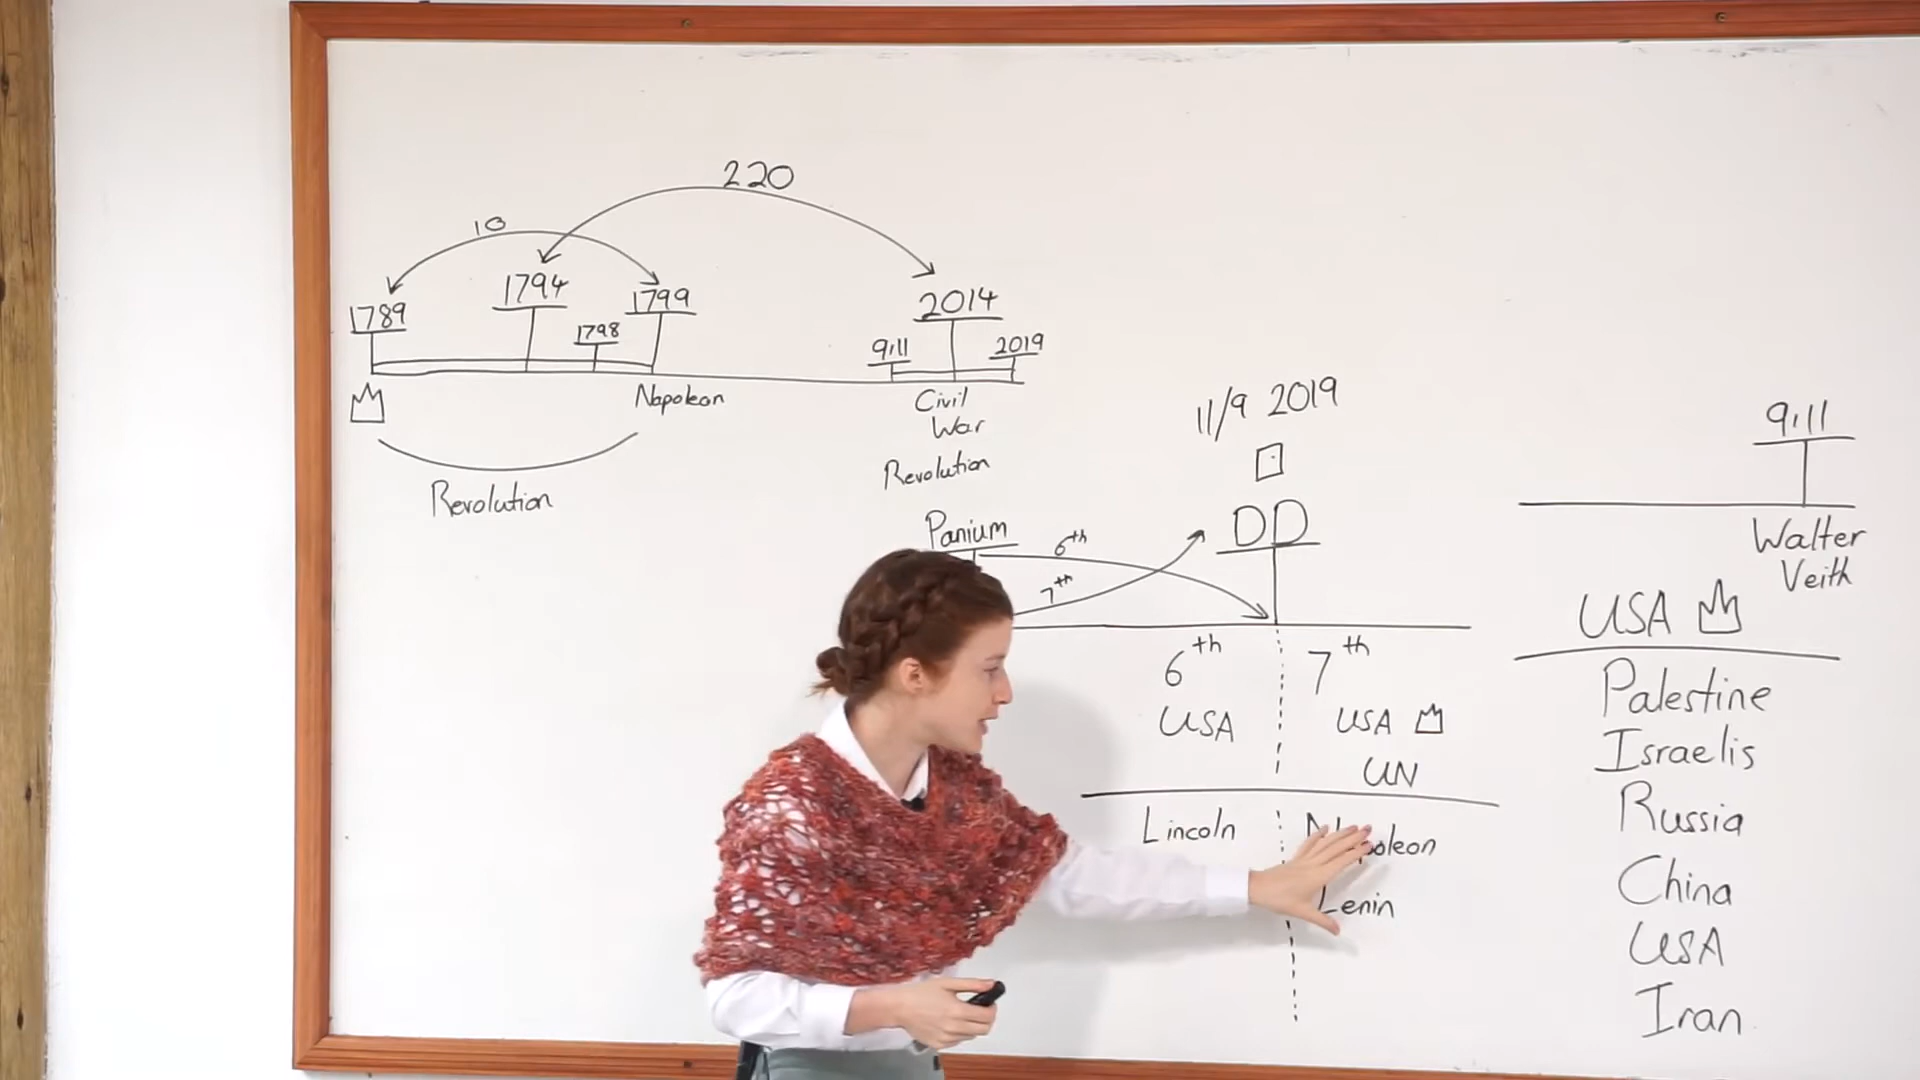 220
10
1789
1794
1798
1799
2014
9.11
2019
Napoleon
Civil
War
Revolution
Revolution
11/9 2019
Panium
6th
7th
DD
6th
7th
USA
USA
UN
Lincoln
Lenin
9.11
Walter
Veith
USA
Palestine
Israelis
Russia
China
USA
Iran